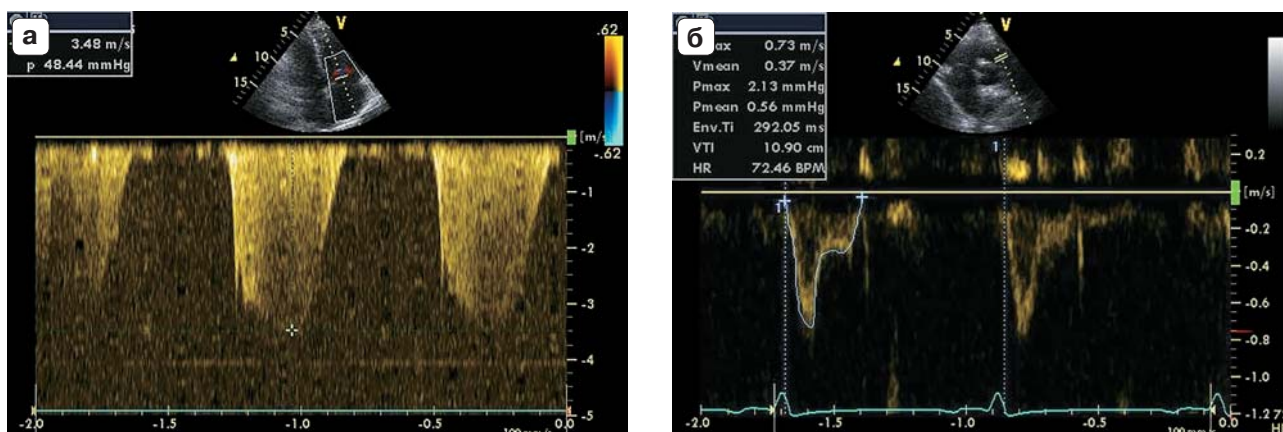 а
3.48 m/s
p 48.44 mmHg
V
5
10
15
.62
-.62
[m/s]
-1
-2
-3
-4
-5
-2.0
-1.5
-1.0
-0.5
0.0
б
ax 0.73 m/s
Vmean 0.37 m/s
Pmax 2.13 mmHg
Pmean 0.56 mmHg
Env.Ti 292.05 ms
VTI 10.90 cm
HR 72.46 BPM
V
5
10
15
1
1
0.2
[m/s]
-0.2
-0.4
-0.6
-0.8
-1.0
-1.2
-2.0
-1.5
-1.0
-0.5
0.0